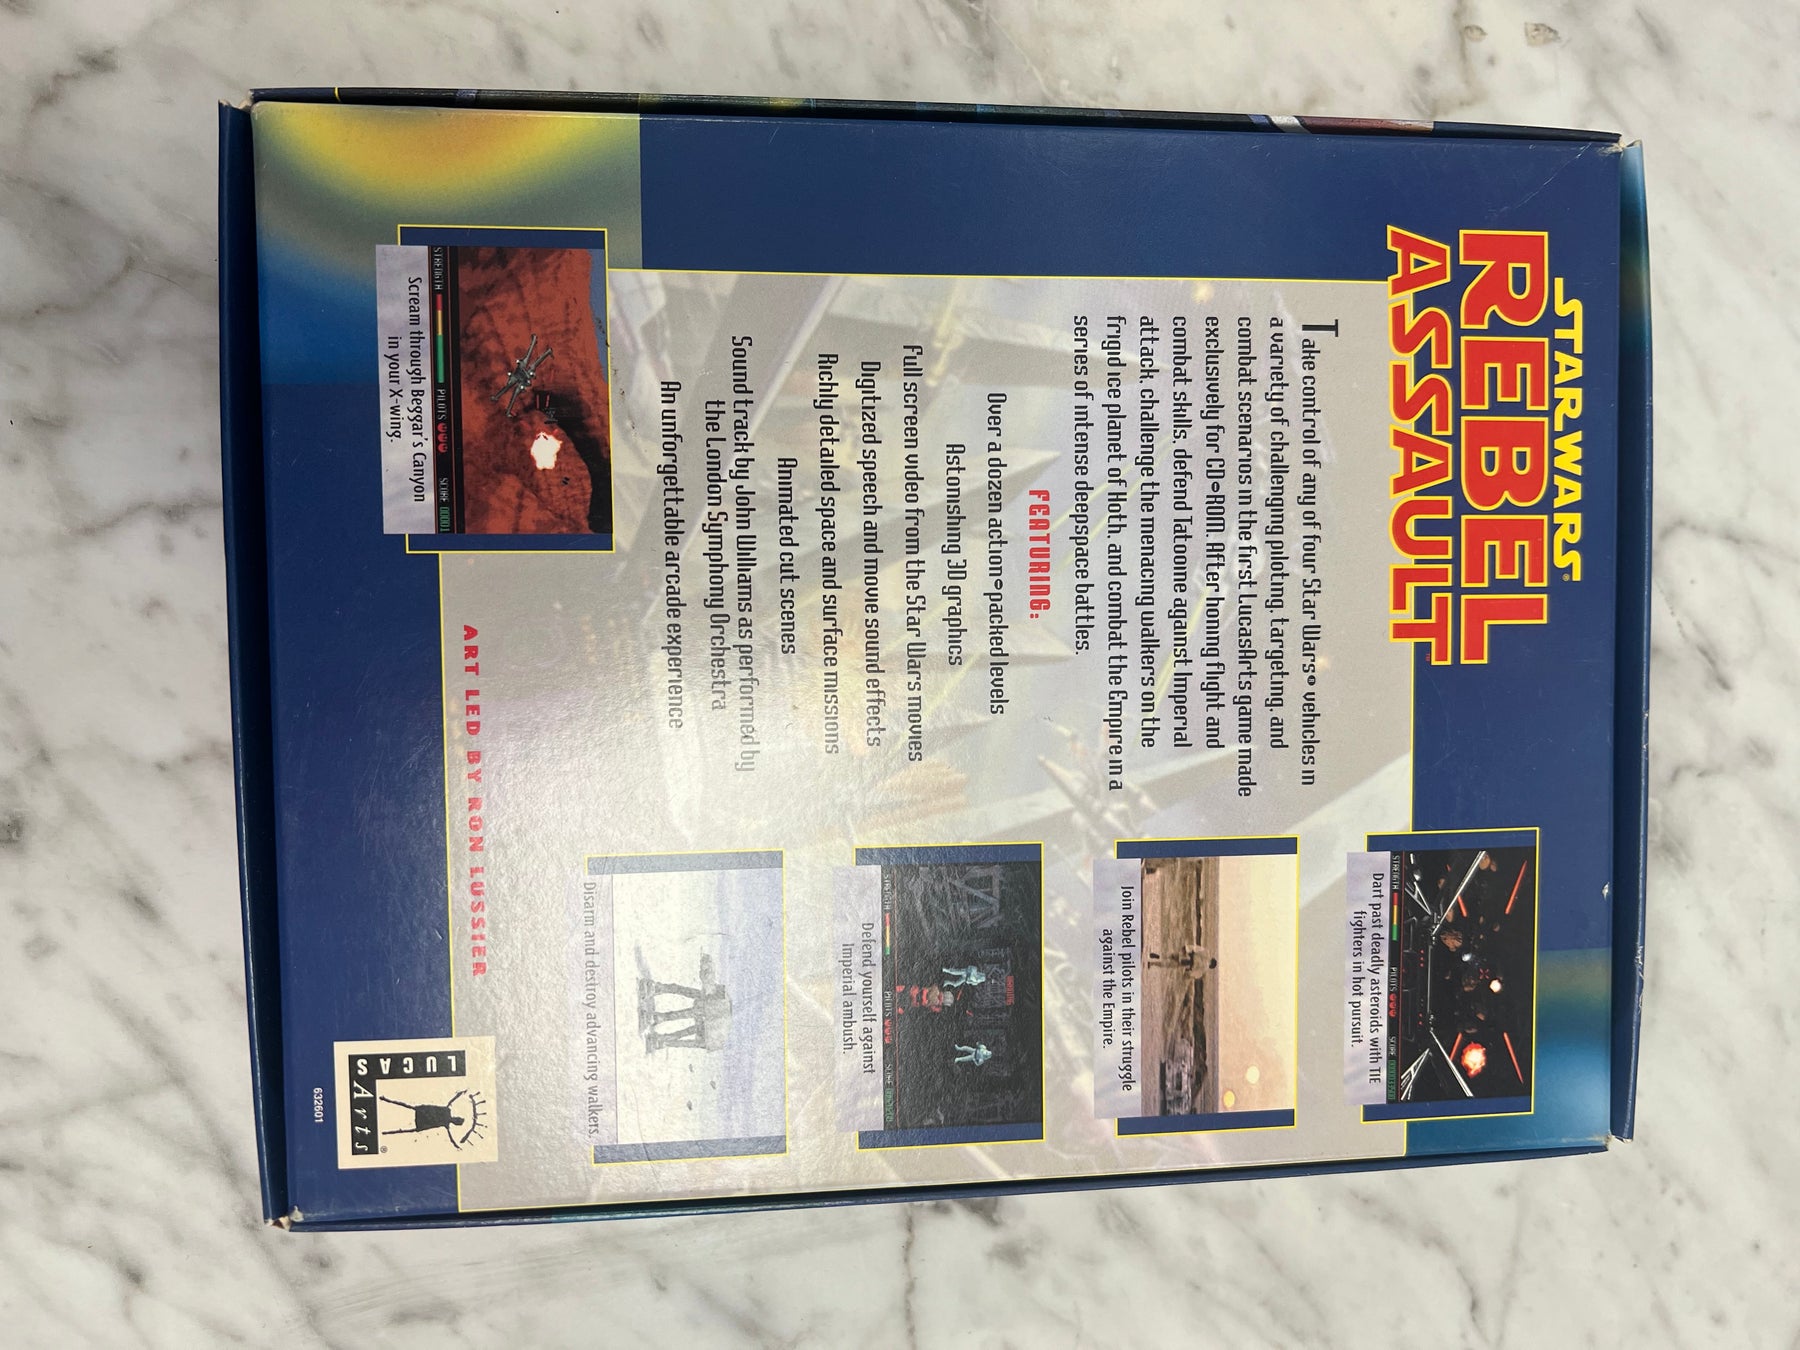 STAR WARS®
REBEL
ASSAULT™
Take control of any of four Star Wars® vehicles in
a variety of challenging piloting, targeting, and
combat scenarios in the first LucasArts game made
exclusively for CD•ROM. After honing flight and
combat skills, defend Tatooine against Imperial
attack, challenge the menacing walkers on the
frigid ice planet of Hoth, and combat the Empire in a
series of intense deepspace battles.
FEATURING:
Over a dozen action•packed levels
Astonishing 3D graphics
Full screen video from the Star Wars movies
Digitized speech and movie sound effects
Richly detailed space and surface missions
Animated cut scenes
Sound track by John Williams as performed by
the London Symphony Orchestra
An unforgettable arcade experience
STRENGTH PILOTS SCORE
Dart past deadly asteroids with TIE
fighters in hot pursuit.
Join Rebel pilots in their struggle
against the Empire.
STRENGTH PILOTS SCORE
Defend yourself against
Imperial ambush.
Disarm and destroy advancing walkers.
STRENGTH PILOTS SCORE
Scream through Beggar's Canyon
in your X-wing.
ART LED BY RON LUSSIER
LUCAS
Arts®
632601